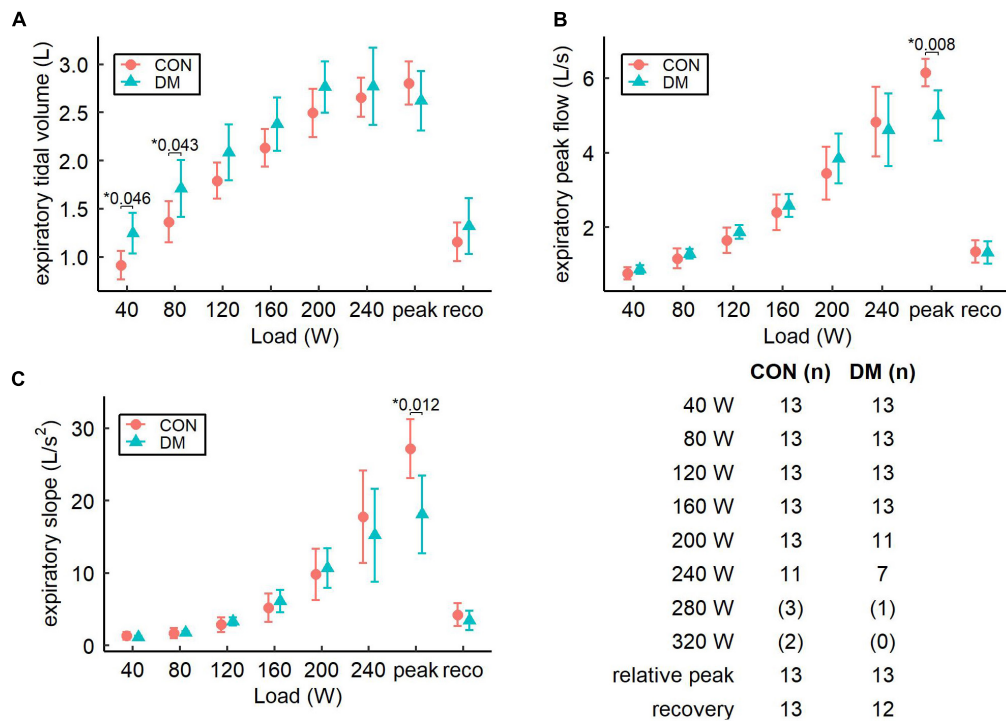 A
expiratory tidal volume (L)
3.0
2.5
2.0
1.5
1.0
CON
DM
*0.046
*0.043
40 80 120 160 200 240 peak reco
Load (W)
B
expiratory peak flow (L/s)
6
4
2
CON
DM
*0.008
40 80 120 160 200 240 peak reco
Load (W)
C
expiratory slope (L/s²)
30
20
10
0
CON
DM
*0.012
40 80 120 160 200 240 peak reco
Load (W)
CON (n) DM (n)
40 W 13 13
80 W 13 13
120 W 13 13
160 W 13 13
200 W 13 11
240 W 11 7
280 W (3) (1)
320 W (2) (0)
relative peak 13 13
recovery 13 12